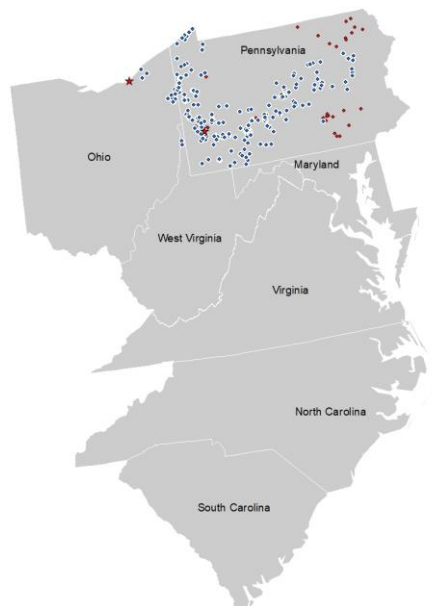 Pennsylvania
Ohio
Maryland
West Virginia
Virginia
North Carolina
South Carolina